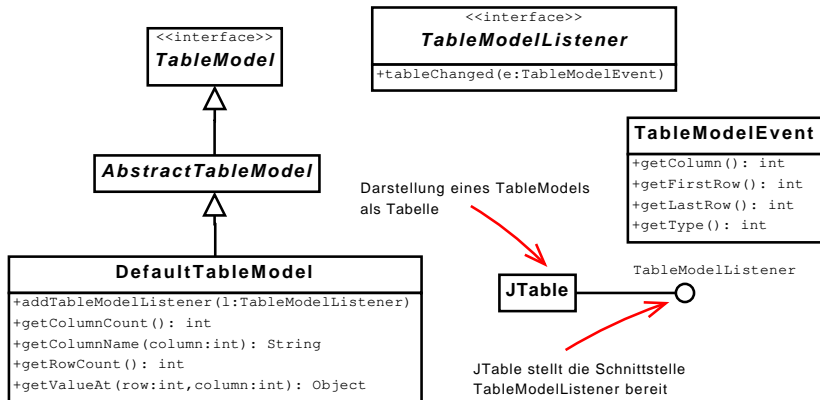 <<interface>>
TableModel
<<interface>>
TableModelListener
+tableChanged(e:TableModelEvent)
AbstractTableModel
TableModelEvent
+getColumn(): int
+getFirstRow(): int
+getLastRow(): int
+getType(): int
Darstellung eines TableModels
als Tabelle
DefaultTableModel
+addTableModelListener(l:TableModelListener)
+getColumnCount(): int
+getColumnName(column:int): String
+getRowCount(): int
+getValueAt(row:int,column:int): Object
JTable
TableModelListener
JTable stellt die Schnittstelle
TableModelListener bereit